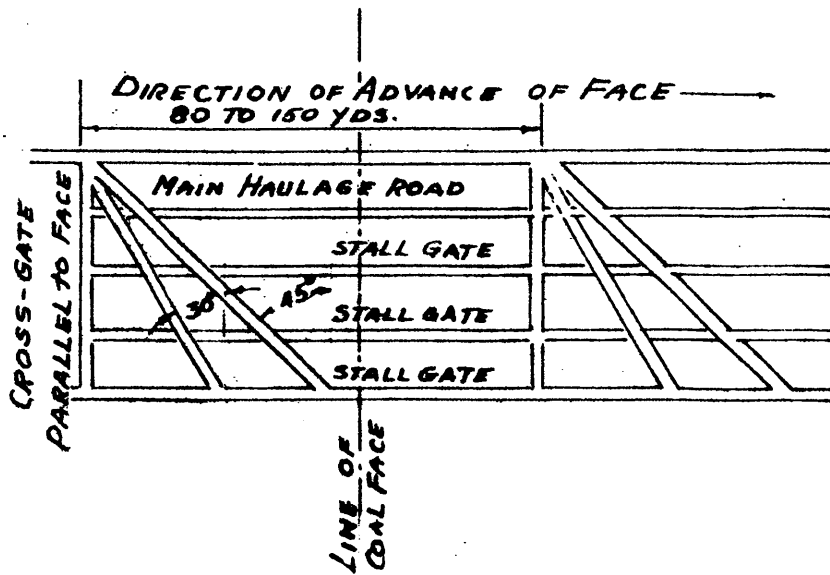 DIRECTION OF ADVANCE OF FACE
80 TO 150 YDS.
MAIN HAULAGE ROAD
STALL GATE
30°
45°
STALL GATE
STALL GATE
CROSS-GATE
PARALLEL TO FACE
LINE OF
COAL FACE